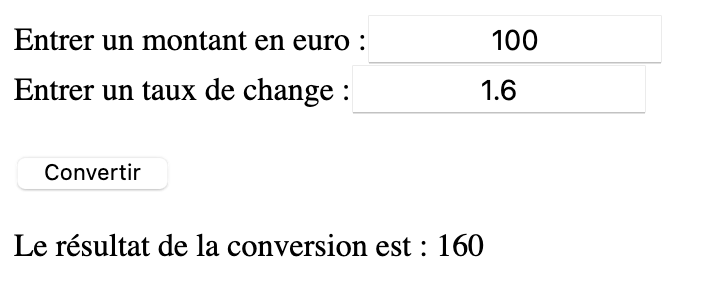 Entrer un montant en euro : 100
Entrer un taux de change : 1.6
Convertir
Le résultat de la conversion est : 160